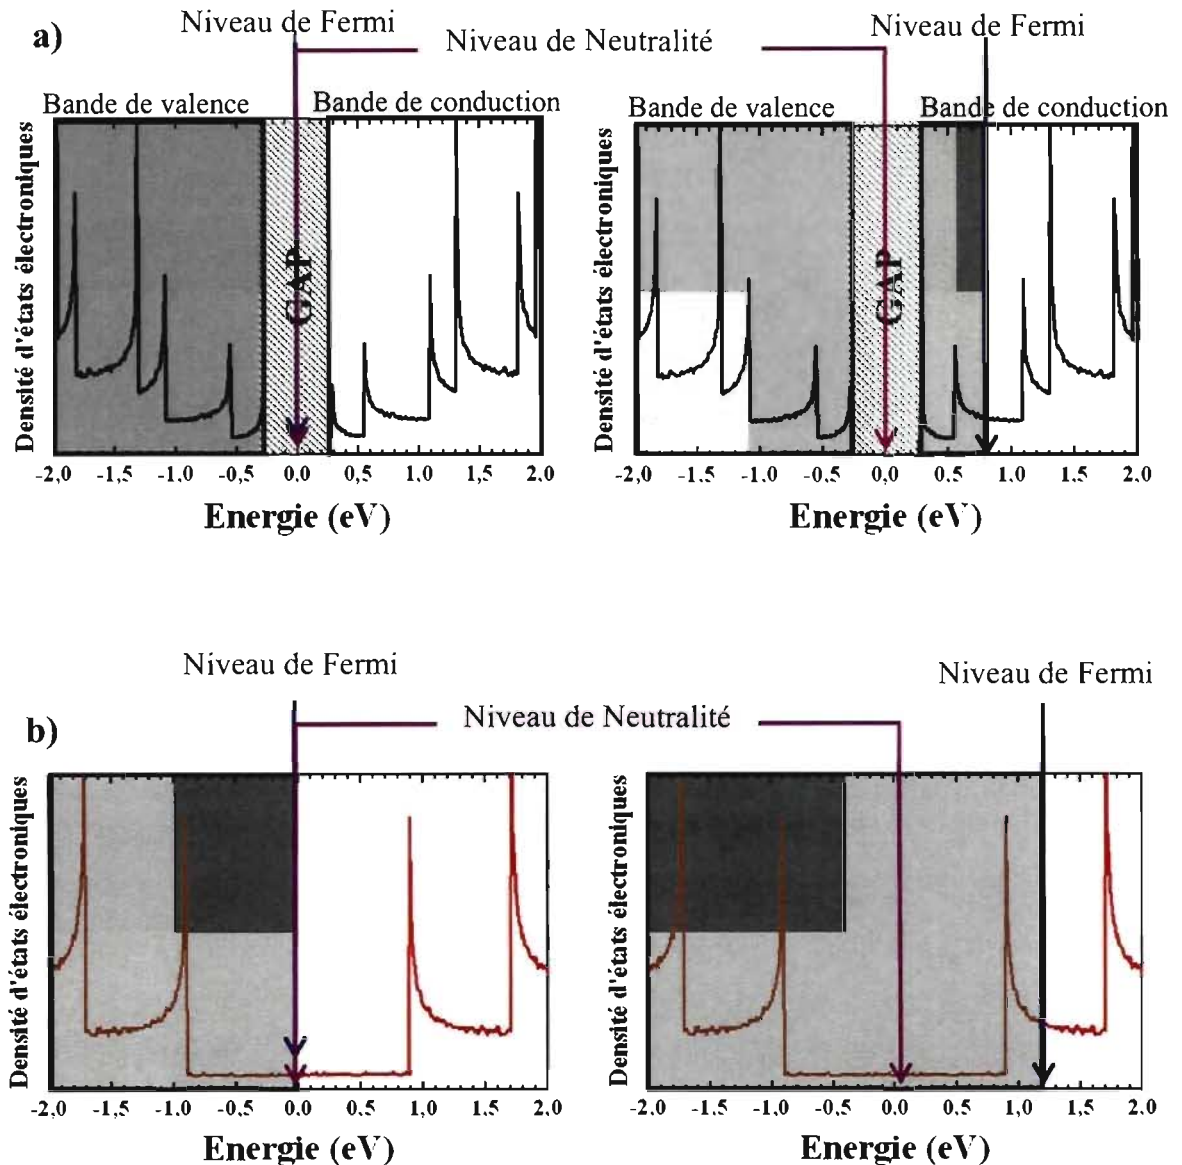 a)
Niveau de Fermi
Niveau de Neutralité
Niveau de Fermi
Bande de valence
Bande de conduction
Bande de valence
Bande de conduction
Densité d'états électroniques
GAP
-2,0 -1,5 -1.0 -0,5 0.0 0.5 1.0 1,5 2.0
Energie (eV)
Densité d'états électroniques
GAP
-2,0 -1.5 -1.0 -0.5 0.0 0.5 1.0 1.5 2.0
Energie (eV)
b)
Niveau de Fermi
Niveau de Neutralité
Niveau de Fermi
Densité d'états électroniques
-2,0 -1,5 -1,0 -0,5 0.0 0.5 1.0 1.5 2.0
Energie (eV)
Densité d'états électroniques
-2.0 -1.5 -1.0 -0.5 0.0 0.5 1,0 1.5 2.0
Energie (eV)